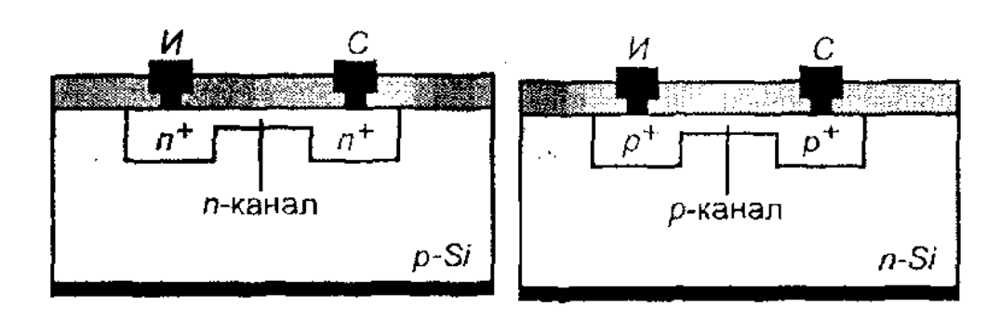 И С
n⁺ n⁺
n-канал
p-Si
И С
p⁺ p⁺
p-канал
n-Si